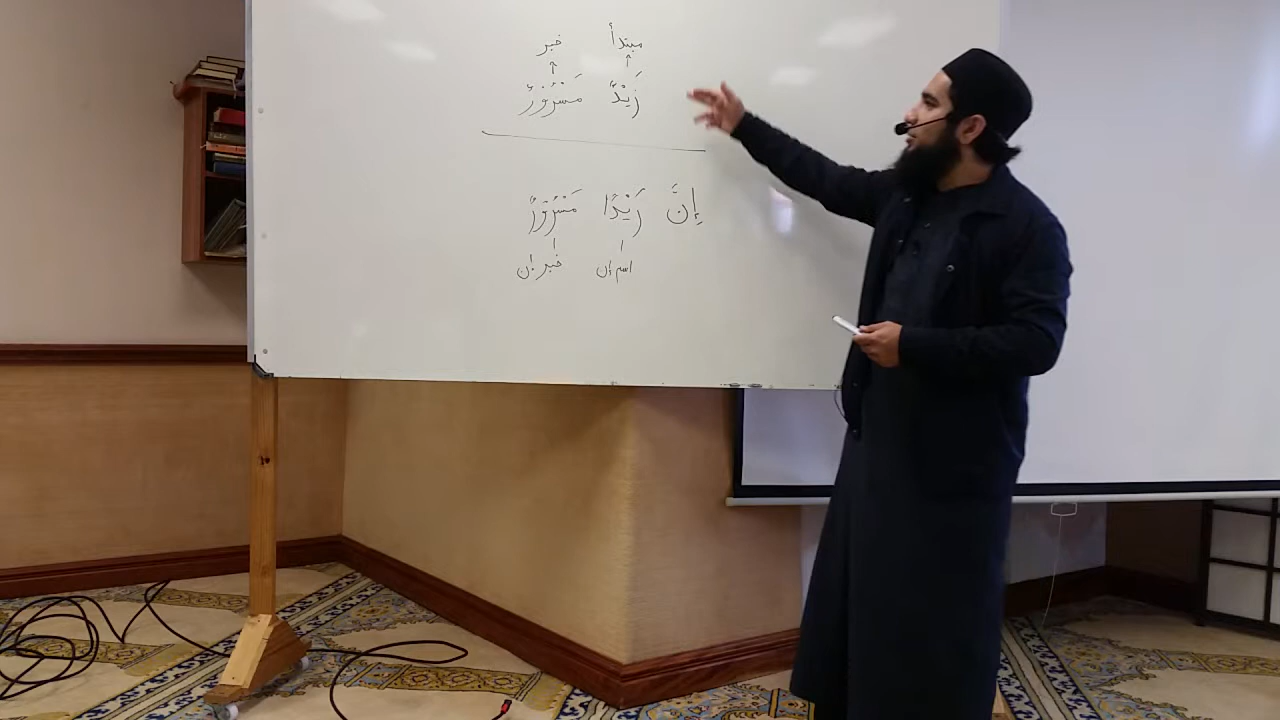 مبتدأ خبر
زَيْدٌ مَسْرُوْرٌ
إِنَّ زَيْدًا مَسْرُوْرٌ
اسم إن خبر إن